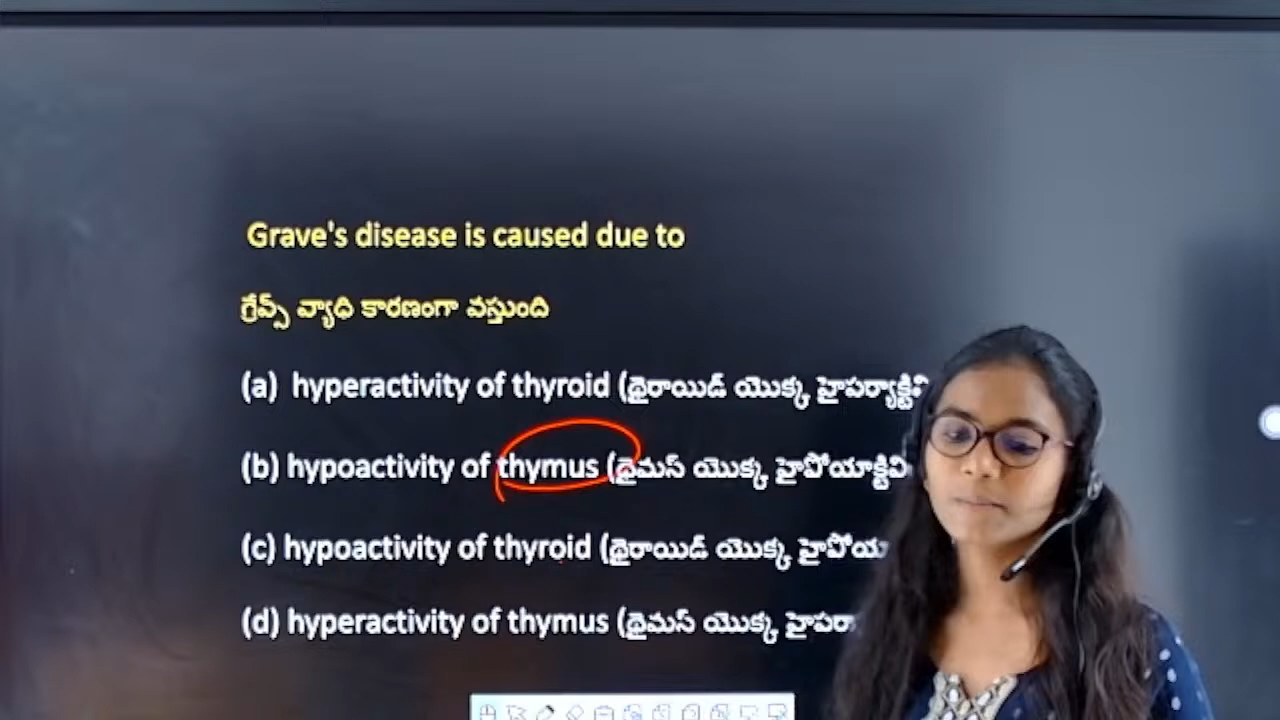 Grave's disease is caused due to
గ్రేవ్స్ వ్యాధి కారణంగా వస్తుంది
(a) hyperactivity of thyroid (థైరాయిడ్ యొక్క
(b) hypoactivity of thymus (థైమస్ యొక్క
(c) hypoactivity of thyroid (థైరాయిడ్ యొక్క
(d) hyperactivity of thymus (థైమస్ యొక్క